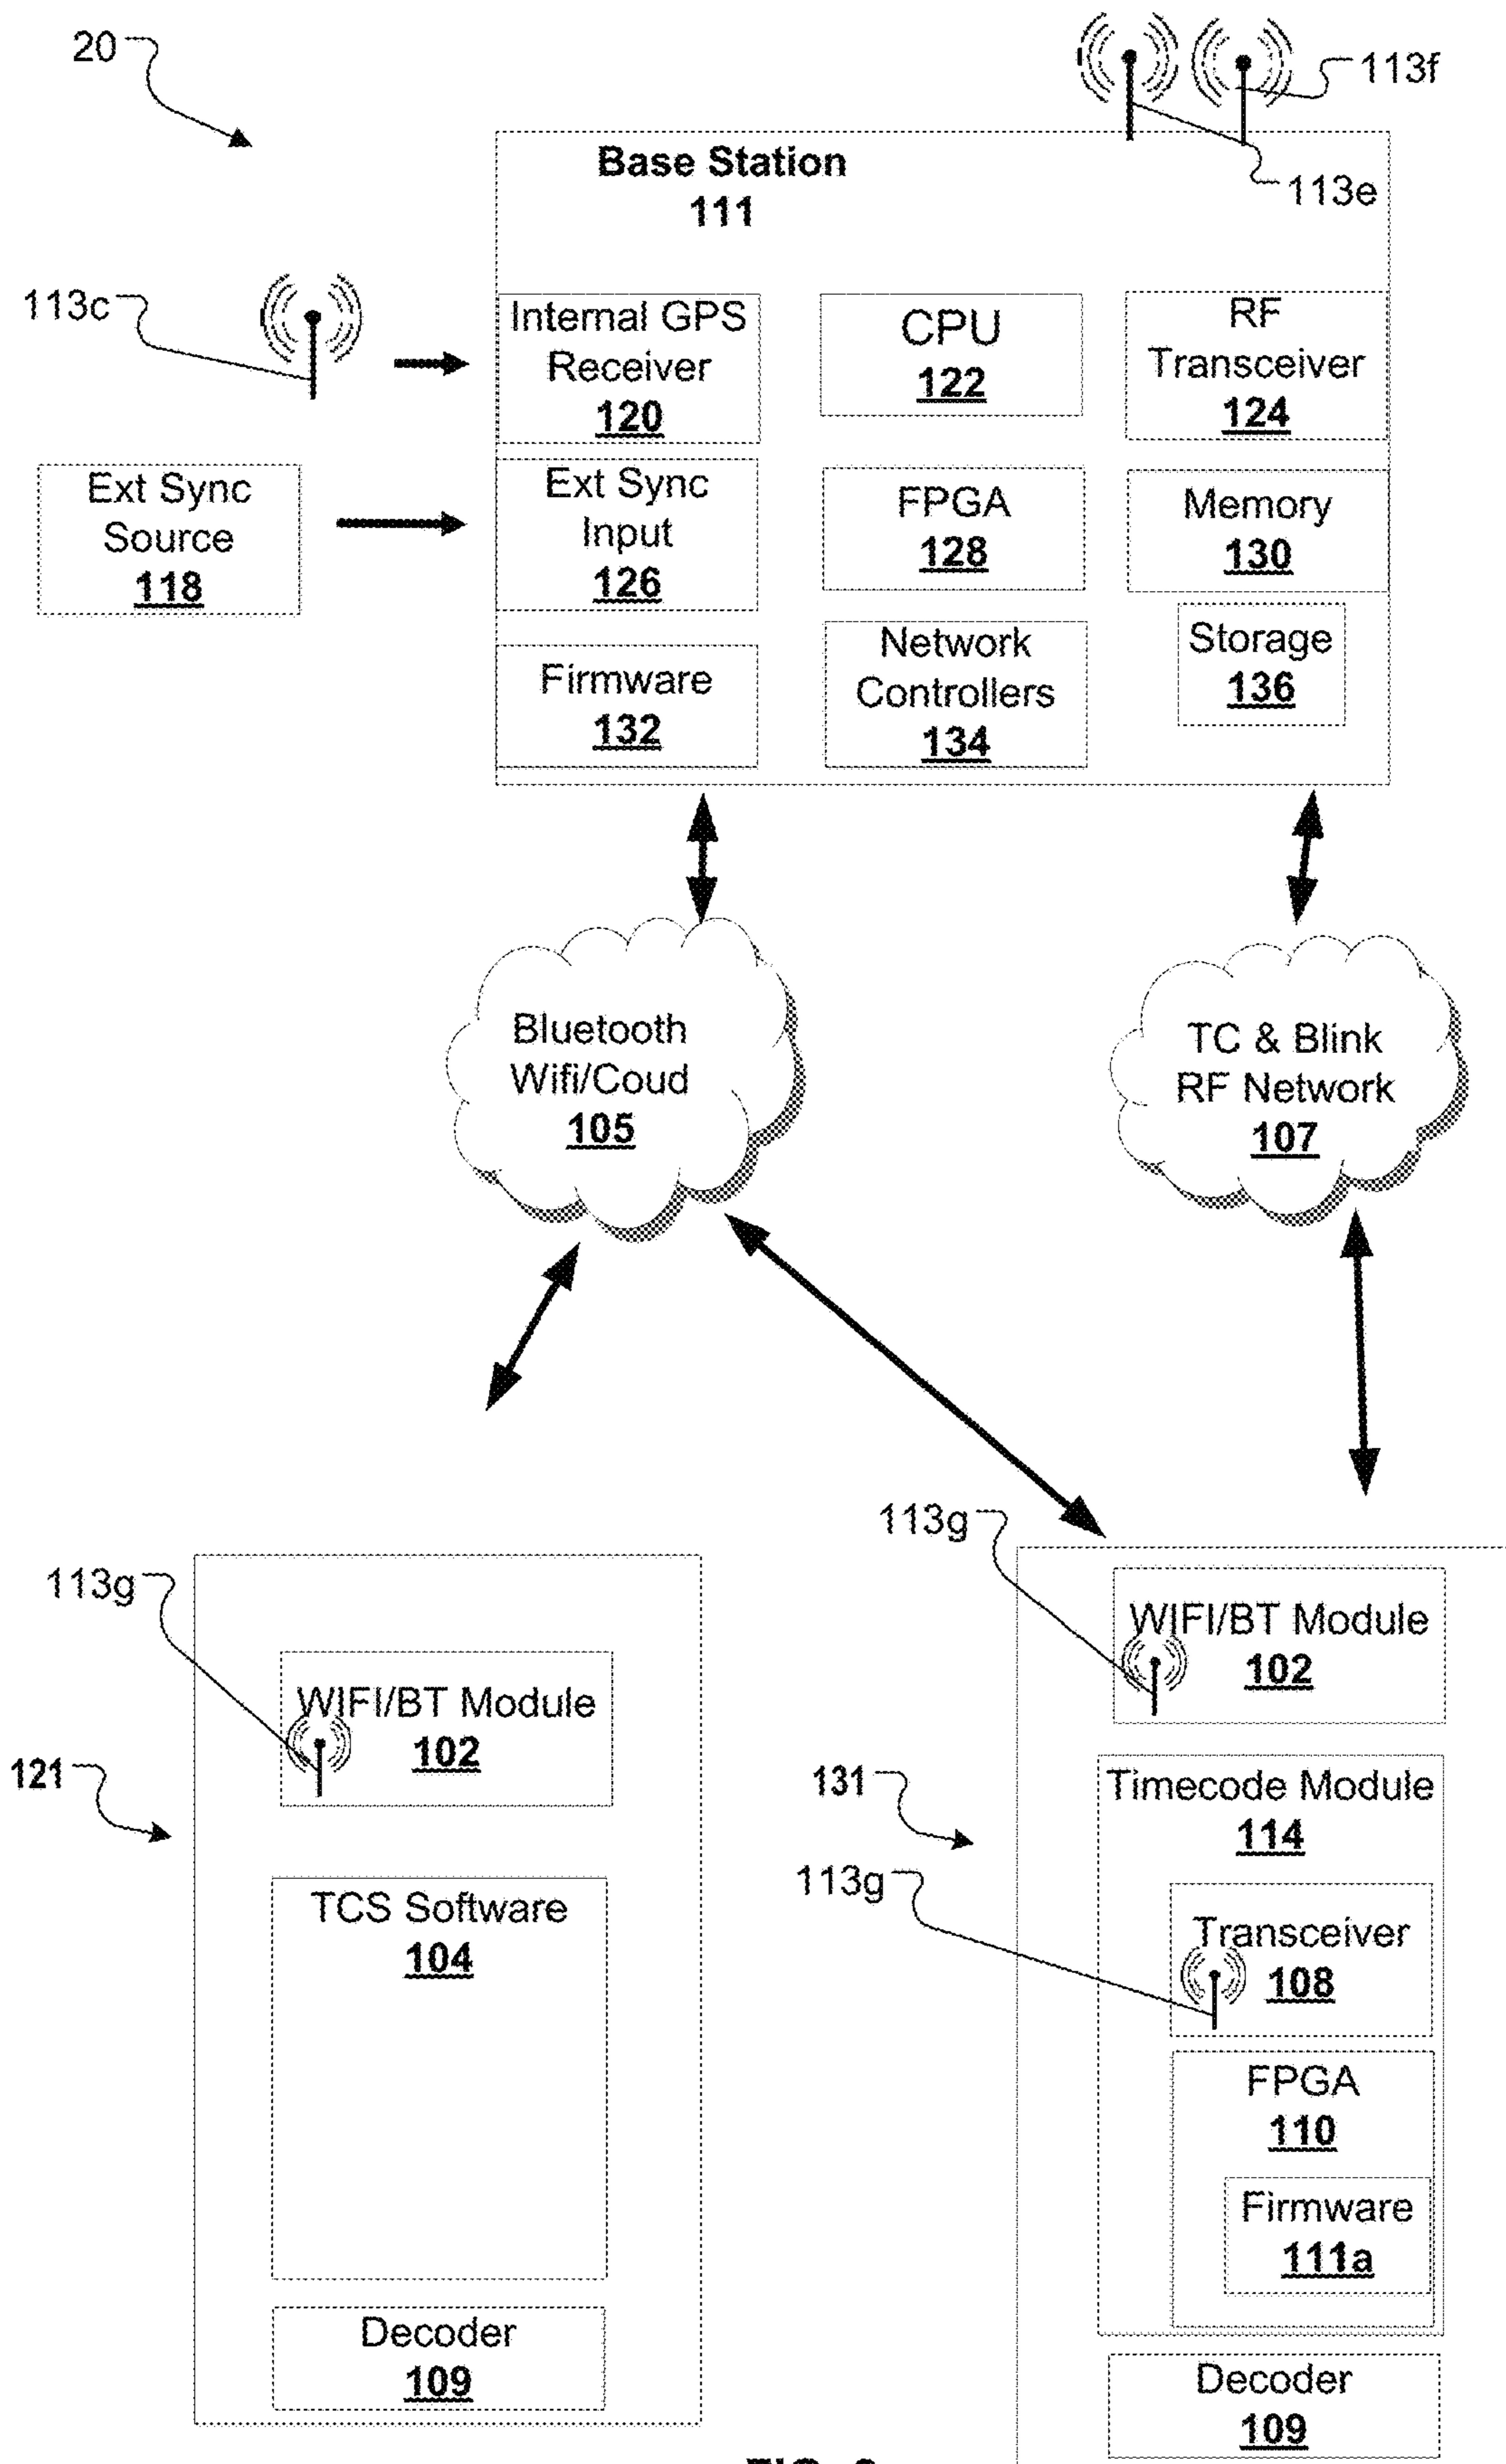 20
113f
Base Station
111
113e
113c
Internal GPS
Receiver
120
CPU
122
RF
Transceiver
124
Ext Sync
Source
118
Ext Sync
Input
126
FPGA
128
Memory
130
Firmware
132
Network
Controllers
134
Storage
136
Bluetooth
Wifi/Coud
105
TC & Blink
RF Network
107
113g
WIFI/BT Module
102
121
TCS Software
104
Decoder
109
113g
WIFI/BT Module
102
131
Timecode Module
114
113g
Transceiver
108
FPGA
110
Firmware
111a
Decoder
109